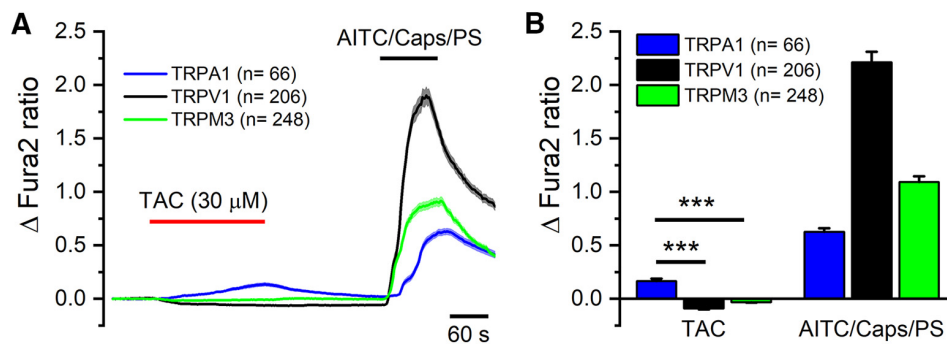 A
2.5
2.0
1.5
1.0
0.5
0.0
Δ Fura2 ratio
AITC/Caps/PS
TRPA1 (n= 66)
TRPV1 (n= 206)
TRPM3 (n= 248)
TAC (30 μM)
60 s
B
2.5
2.0
1.5
1.0
0.5
0.0
Δ Fura2 ratio
TRPA1 (n= 66)
TRPV1 (n= 206)
TRPM3 (n= 248)
***
***
TAC
AITC/Caps/PS